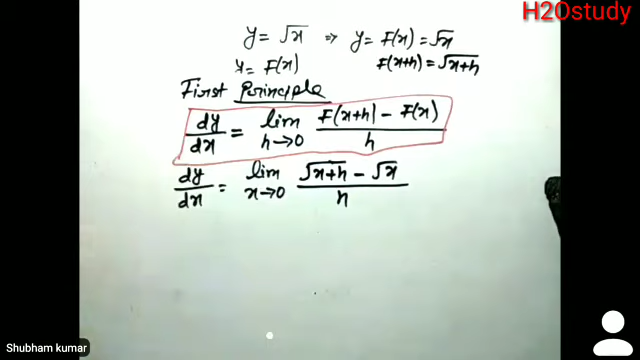 H2Ostudy
y = √x ⇒ y = F(x) = √x
y = F(x) F(x+h) = √x+h
First Principle
dy/dx = lim h→0 F(x+h) - F(x) / h
dy/dx = lim x→0 √x+h - √x / h
Shubham kumar